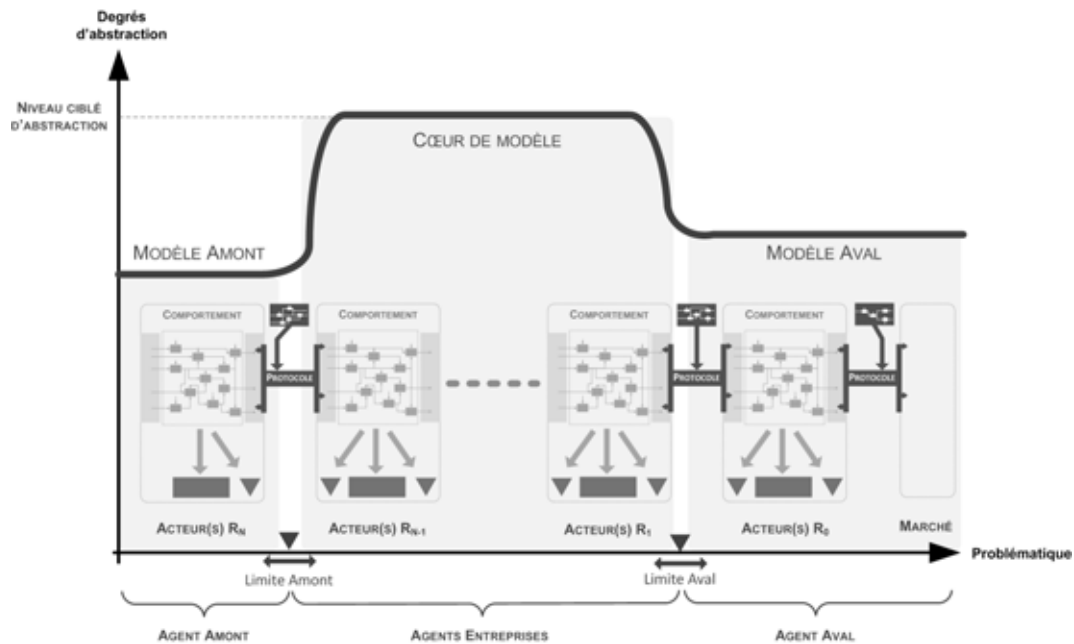 Degrés
d'abstraction
NIVEAU CIBLÉ
D'ABSTRACTION
CŒUR DE MODÈLE
MODÈLE AMONT
MODÈLE AVAL
COMPORTEMENT
COMPORTEMENT
COMPORTEMENT
COMPORTEMENT
PROTOCOLE
PROTOCOLE
PROTOCOLE
ACTEUR(S) RN
ACTEUR(S) RN-1
ACTEUR(S) R1
ACTEUR(S) R0
MARCHÉ
Problématique
Limite Amont
Limite Aval
AGENT AMONT
AGENTS ENTREPRISES
AGENT AVAL